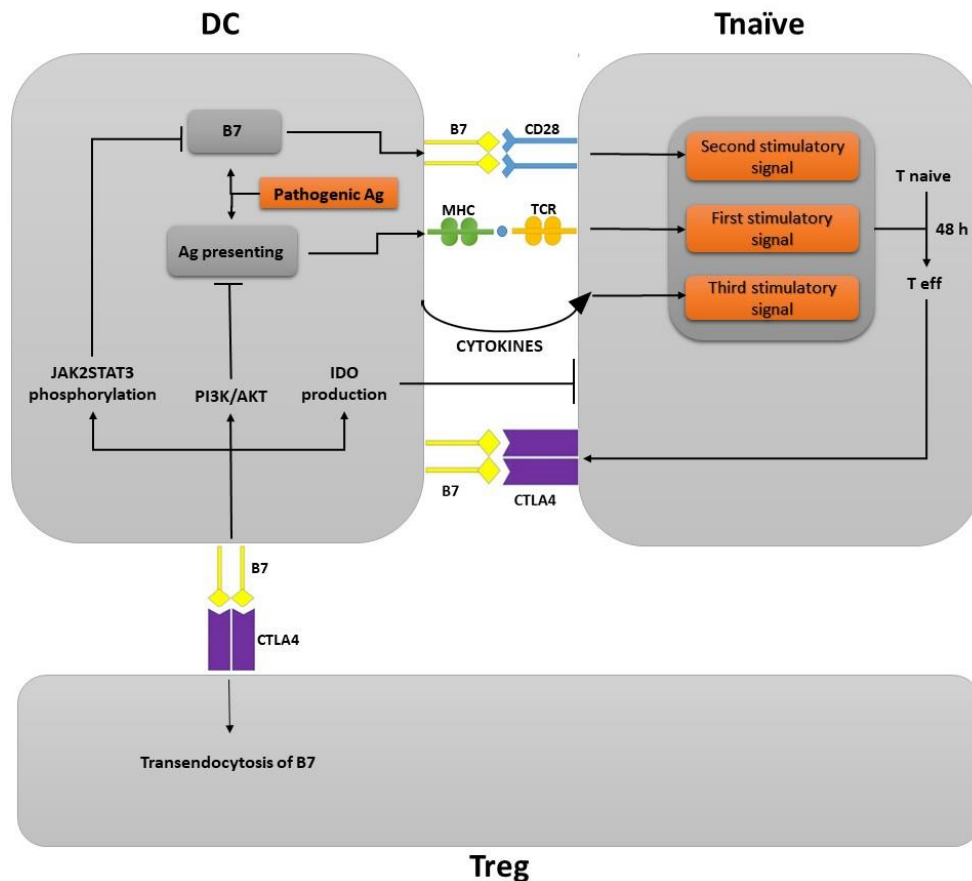 DC
Tnaïve
B7
Pathogenic Ag
Ag presenting
JAK2STAT3
phosphorylation
PI3K/AKT
IDO
production
B7
CD28
MHC
TCR
CYTOKINES
B7
CTLA4
Second stimulatory
signal
First stimulatory
signal
Third stimulatory
signal
T naive
48 h
T eff
B7
CTLA4
Transendocytosis of B7
Treg